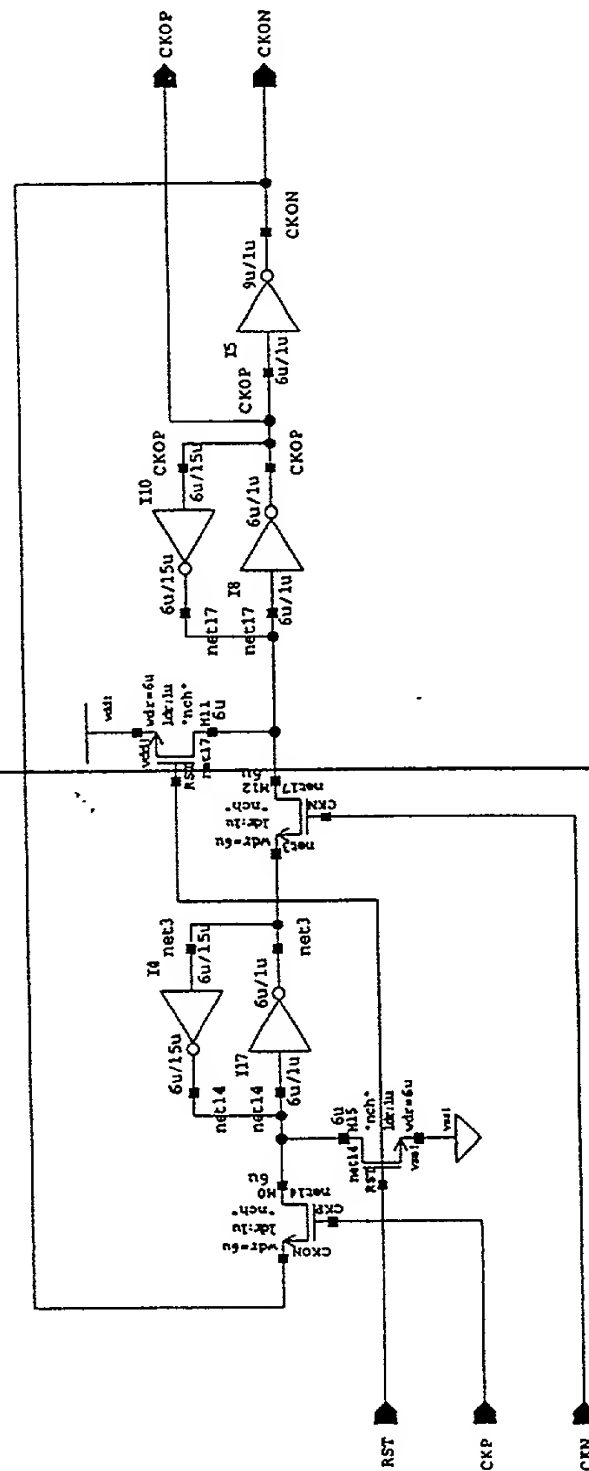 CKOP
CKON
CKON
9u/1u
I5
6u/1u
CKOP
CKOP
6u/15u
I10
6u/15u
net17
CKOP
6u/1u
I8
6u/1u
net17
vdd!
wdr=6u
ldr:1u
"nch"
M11
6u
vdd!
RST
net17
net17
M12
6u
"nch"
ldr:1u
wdr=6u
CKN
net3
net3
6u/15u
I4
6u/15u
net14
net3
6u/1u
I17
6u/1u
net14
6u
M15
"nch"
ldr:1u
wdr=6u
net14
RST
vss!
vss!
6u
M0
net14
"nch"
ldr:1u
wdr=6u
CKP
CKON
RST
CKP
CKN